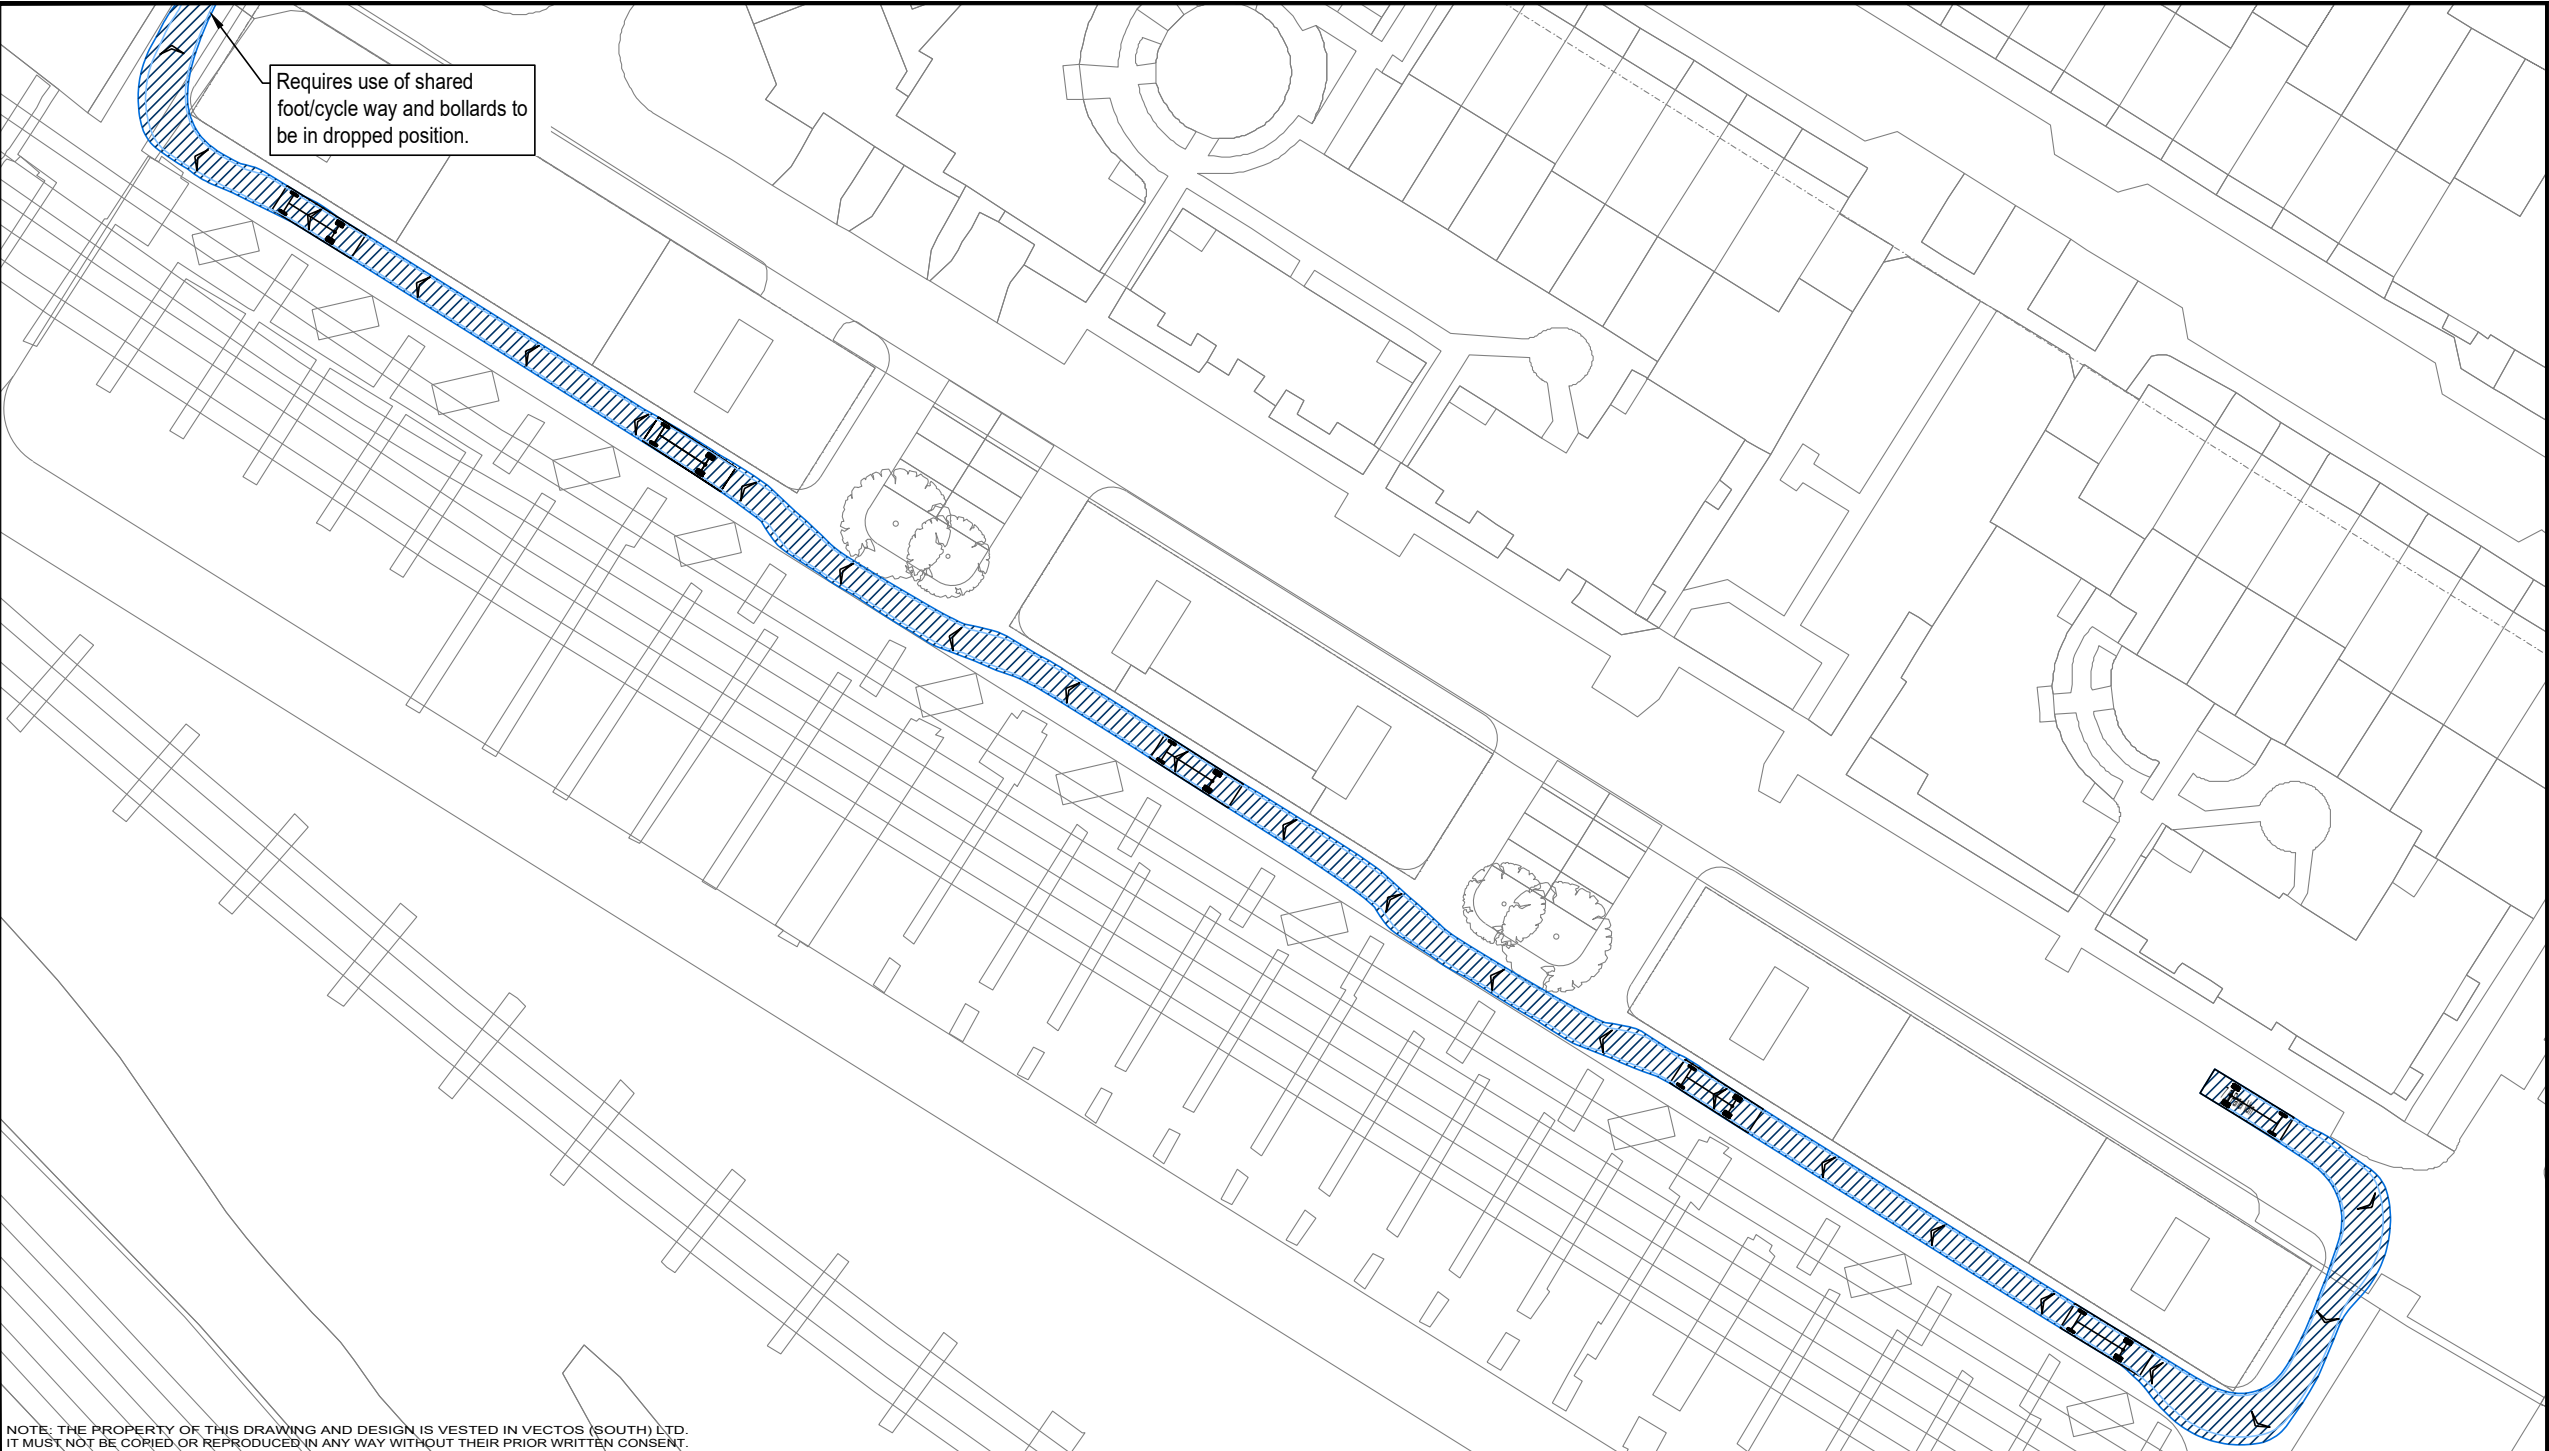 Requires use of shared
foot/cycle way and bollards to
be in dropped position.
NOTE: THE PROPERTY OF THIS DRAWING AND DESIGN IS VESTED IN VECTOS (SOUTH) LTD.
IT MUST NOT BE COPIED OR REPRODUCED IN ANY WAY WITHOUT THEIR PRIOR WRITTEN CONSENT.